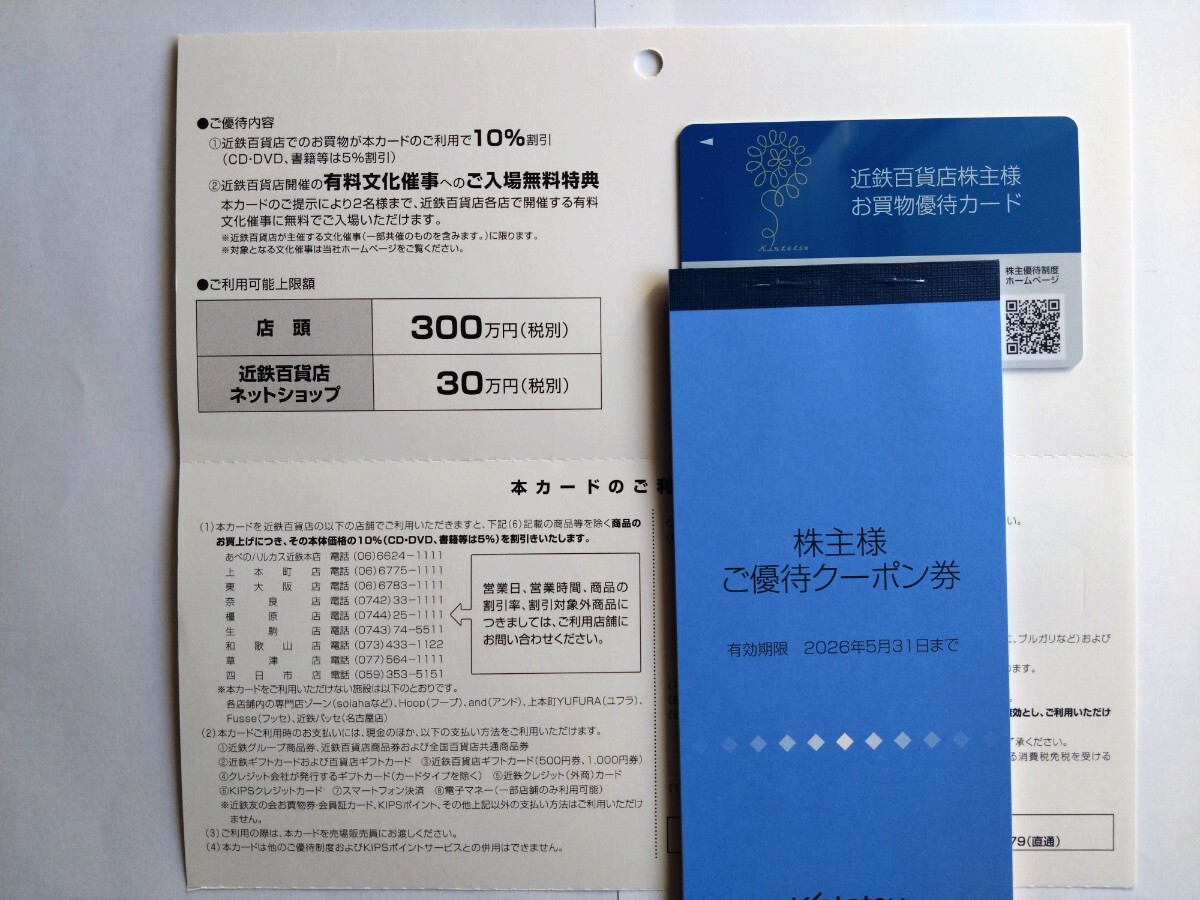 ●ご優待内容
①近鉄百貨店でのお買物が本カードのご利用で10%割引
(CD・DVD、書籍等は5%割引)
②近鉄百貨店開催の有料文化催事へのご入場無料特典
本カードのご提示により2名様まで、近鉄百貨店各店で開催する有料
文化催事に無料でご入場いただけます。
※近鉄百貨店が主催する文化催事(一部共催のものを含みます。)に限ります。
※対象となる文化催事は当社ホームページをご覧ください。
●ご利用可能上限額
店 頭 300万円(税別)
近鉄百貨店
ネットショップ
30万円(税別)
近鉄百貨店株主様
お買物優待カード
Kintetsu
株主優待制度
ホームページ
株主様
ご優待クーポン券
有効期限 2026年5月31日まで
本カードのご利
(1)本カードを近鉄百貨店の以下の店舗でご利用いただきますと、下記(6)記載の商品等を除く商品の
お買上げにつき、その本体価格の10%(CD・DVD、書籍等は5%)を割引きいたします。
あべのハルカス近鉄本店 電話(06)6624-1111
上本町店 電話(06)6775-1111
東大阪店 電話(06)6783-1111
奈良店 電話(0742)33-1111
橿原店 電話(0744)25-1111
生駒店 電話(0743)74-5511
和歌山店 電話(073)433-1122
草津店 電話(077)564-1111
四日市店 電話(059)353-5151
営業日、営業時間、商品の
割引率、割引対象外商品に
つきましては、ご利用店舗に
お問い合わせください。
※本カードをご利用いただけない施設は以下のとおりです。
各店舗内の専門店ゾーン(solahaなど)、Hoop(フープ)、and(アンド)、上本町YUFURA(ユフラ)、
Fusse(フッセ)、近鉄パッセ(名古屋店)
(2)本カードご利用時のお支払いには、現金のほか、以下の支払い方法をご利用いただけます。
①近鉄グループ商品券、近鉄百貨店商品券および全国百貨店共通商品券
②近鉄ギフトカードおよび百貨店ギフトカード ③近鉄百貨店ギフトカード(500円券、1,000円券)
④クレジット会社が発行するギフトカード(カードタイプを除く) ⑤近鉄クレジット(外商)カード
⑥KIPSクレジットカード ⑦スマートフォン決済 ⑧電子マネー(一部店舗のみ利用可能)
※近鉄友の会お買物券・会員証カード、KIPSポイント、その他上記以外の支払い方法はご利用いただけ
ません。
(3)ご利用の際は、本カードを売場販売員にお渡しください。
(4)本カードは他のご優待制度およびKIPSポイントサービスとの併用はできません。
い。
ブルガリなど)および
ます。
効とし、ご利用いただけ
了承ください。
る消費税免税を受ける
79(直通)